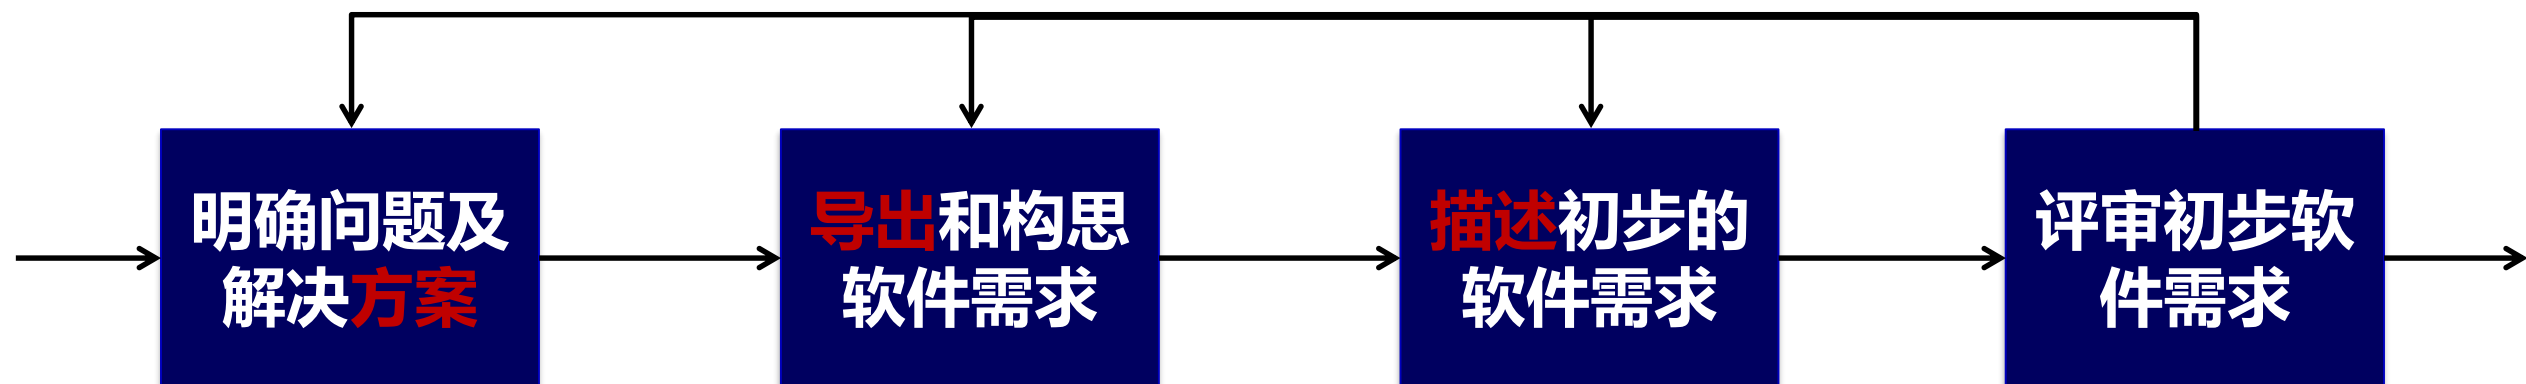 明确问题及
解决方案
导出和构思
软件需求
描述初步的
软件需求
评审初步软
件需求